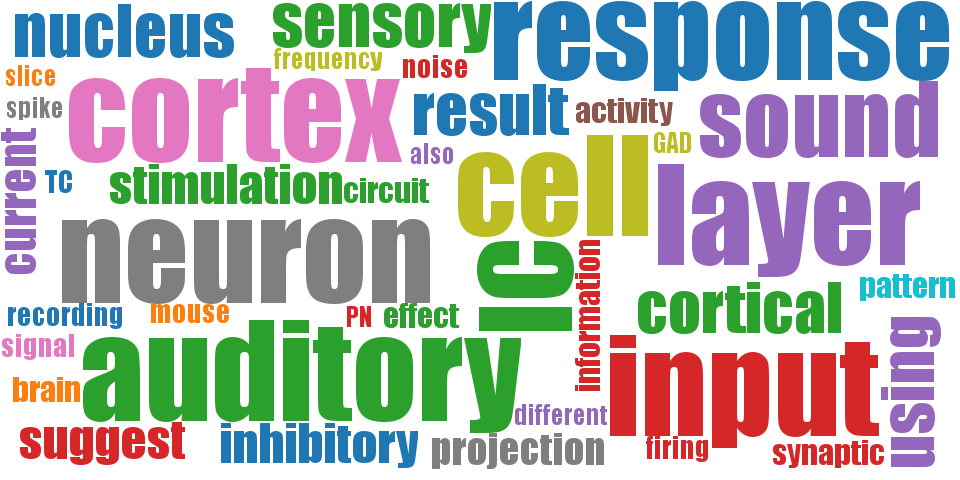 nucleus
sensory
response
frequency
noise
slice
cortex
result
activity
sound
spike
current
also
GAD
TC
stimulation
circuit
cell
layer
neuron
IC
information
pattern
recording
mouse
PN
effect
cortical
signal
auditory
input
using
brain
different
suggest
inhibitory
projection
firing
synaptic